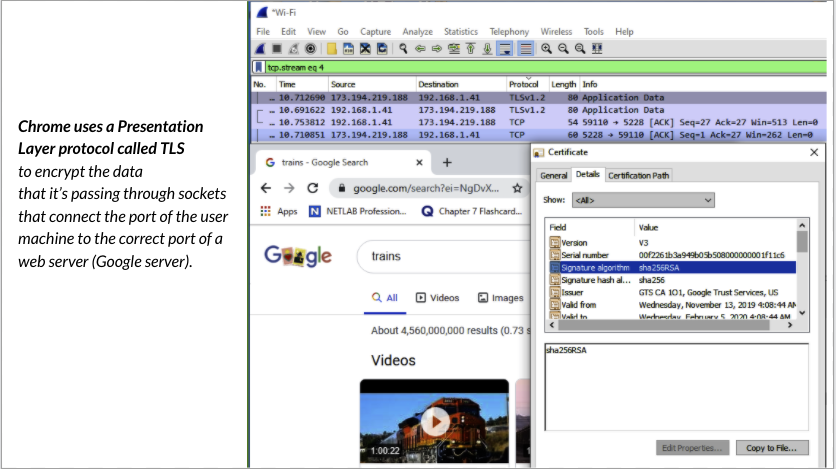 Chrome uses a Presentation
Layer protocol called TLS
to encrypt the data
that it's passing through sockets
that connect the port of the user
machine to the correct port of a
web server (Google server).
*Wi-Fi
File Edit View Go Capture Analyze Statistics Telephony Wireless Tools Help
tcp.stream eq 4
No. Time Source Destination Protocol Length Info
... 10.712690 173.194.219.188 192.168.1.41 TLSv1.2 80 Application Data
... 10.691622 192.168.1.41 173.194.219.188 TLSv1.2 80 Application Data
... 10.753812 192.168.1.41 173.194.219.188 TCP 54 59110 → 5228 [ACK] Seq=27 Ack=27 Win=513 Len=0
... 10.710851 173.194.219.188 192.168.1.41 TCP 60 5228 → 59110 [ACK] Seq=1 Ack=27 Win=262 Len=0
trains - Google Search
google.com/search?ei=NgDvX...
Apps NETLAB Profession... Chapter 7 Flashcard...
Google
trains
All Videos Images
About 4,560,000,000 results (0.73 s
Videos
1:00:22
Certificate
General Details Certification Path
Show: <All>
Field Value
Version V3
Serial number 00f2261b3a949b05b50800000001f11c6
Signature algorithm sha256RSA
Signature hash al... sha256
Issuer GTS CA 1O1, Google Trust Services, US
Valid from Wednesday, November 13, 2019 4:08:44 AM
Valid to Wednesday, February 5, 2020 4:08:44 AM
sha256RSA
Edit Properties... Copy to File...